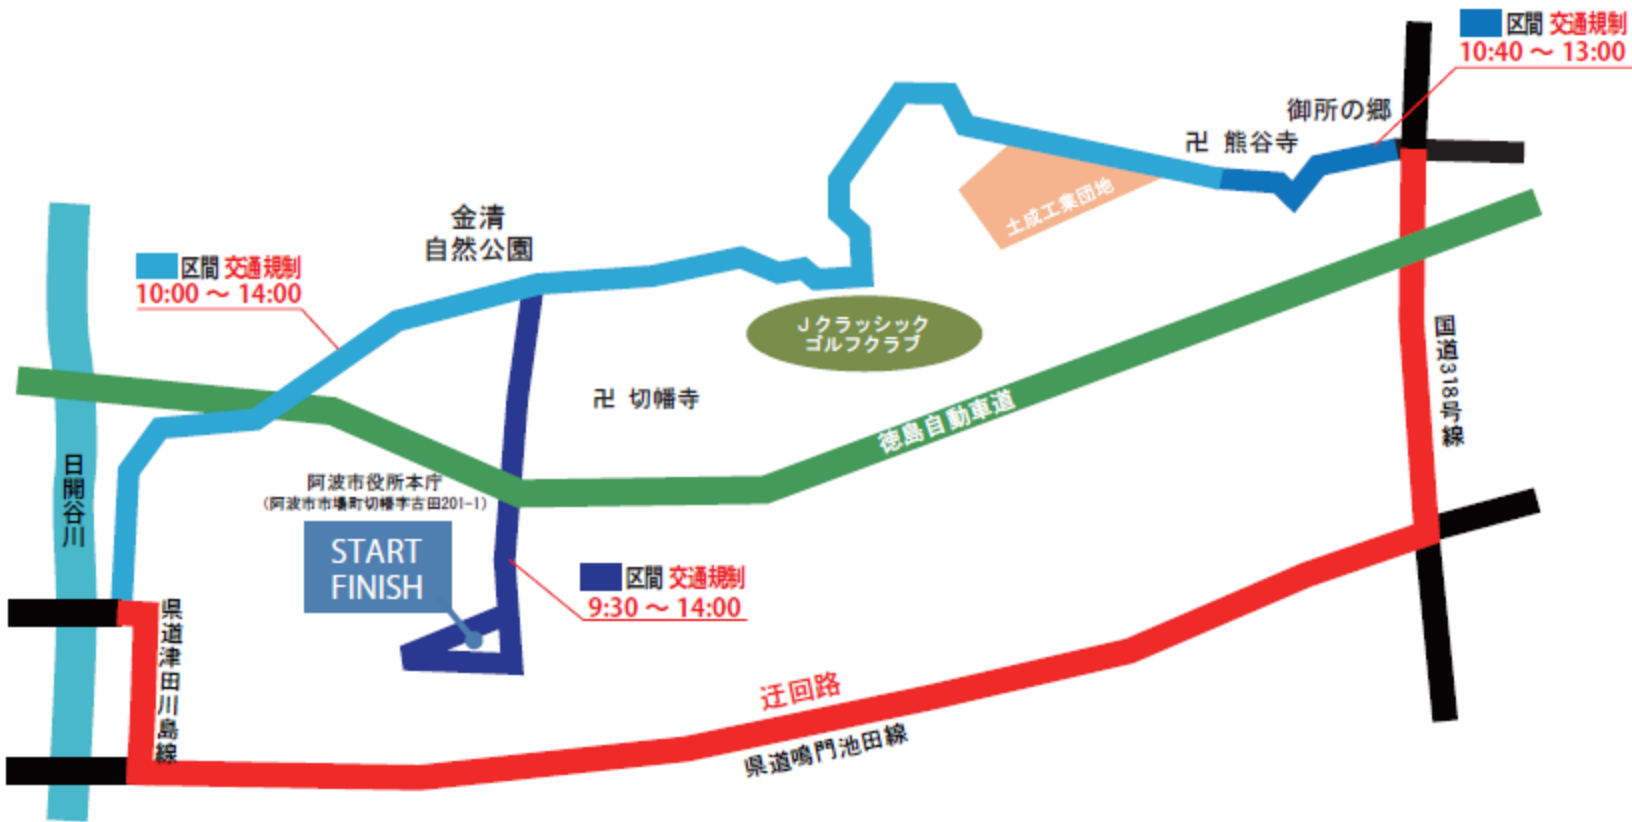 区間 交通規制
10:40 ～ 13:00
御所の郷
卍 熊谷寺
土成工業団地
金清
自然公園
区間 交通規制
10:00 ～ 14:00
Jクラッシック
ゴルフクラブ
国道318号線
卍 切幡寺
徳島自動車道
日開谷川
阿波市役所本庁
(阿波市市場町切幡字古田201-1)
START
FINISH
区間 交通規制
9:30 ～ 14:00
県道津田川島線
迂回路
県道鳴門池田線